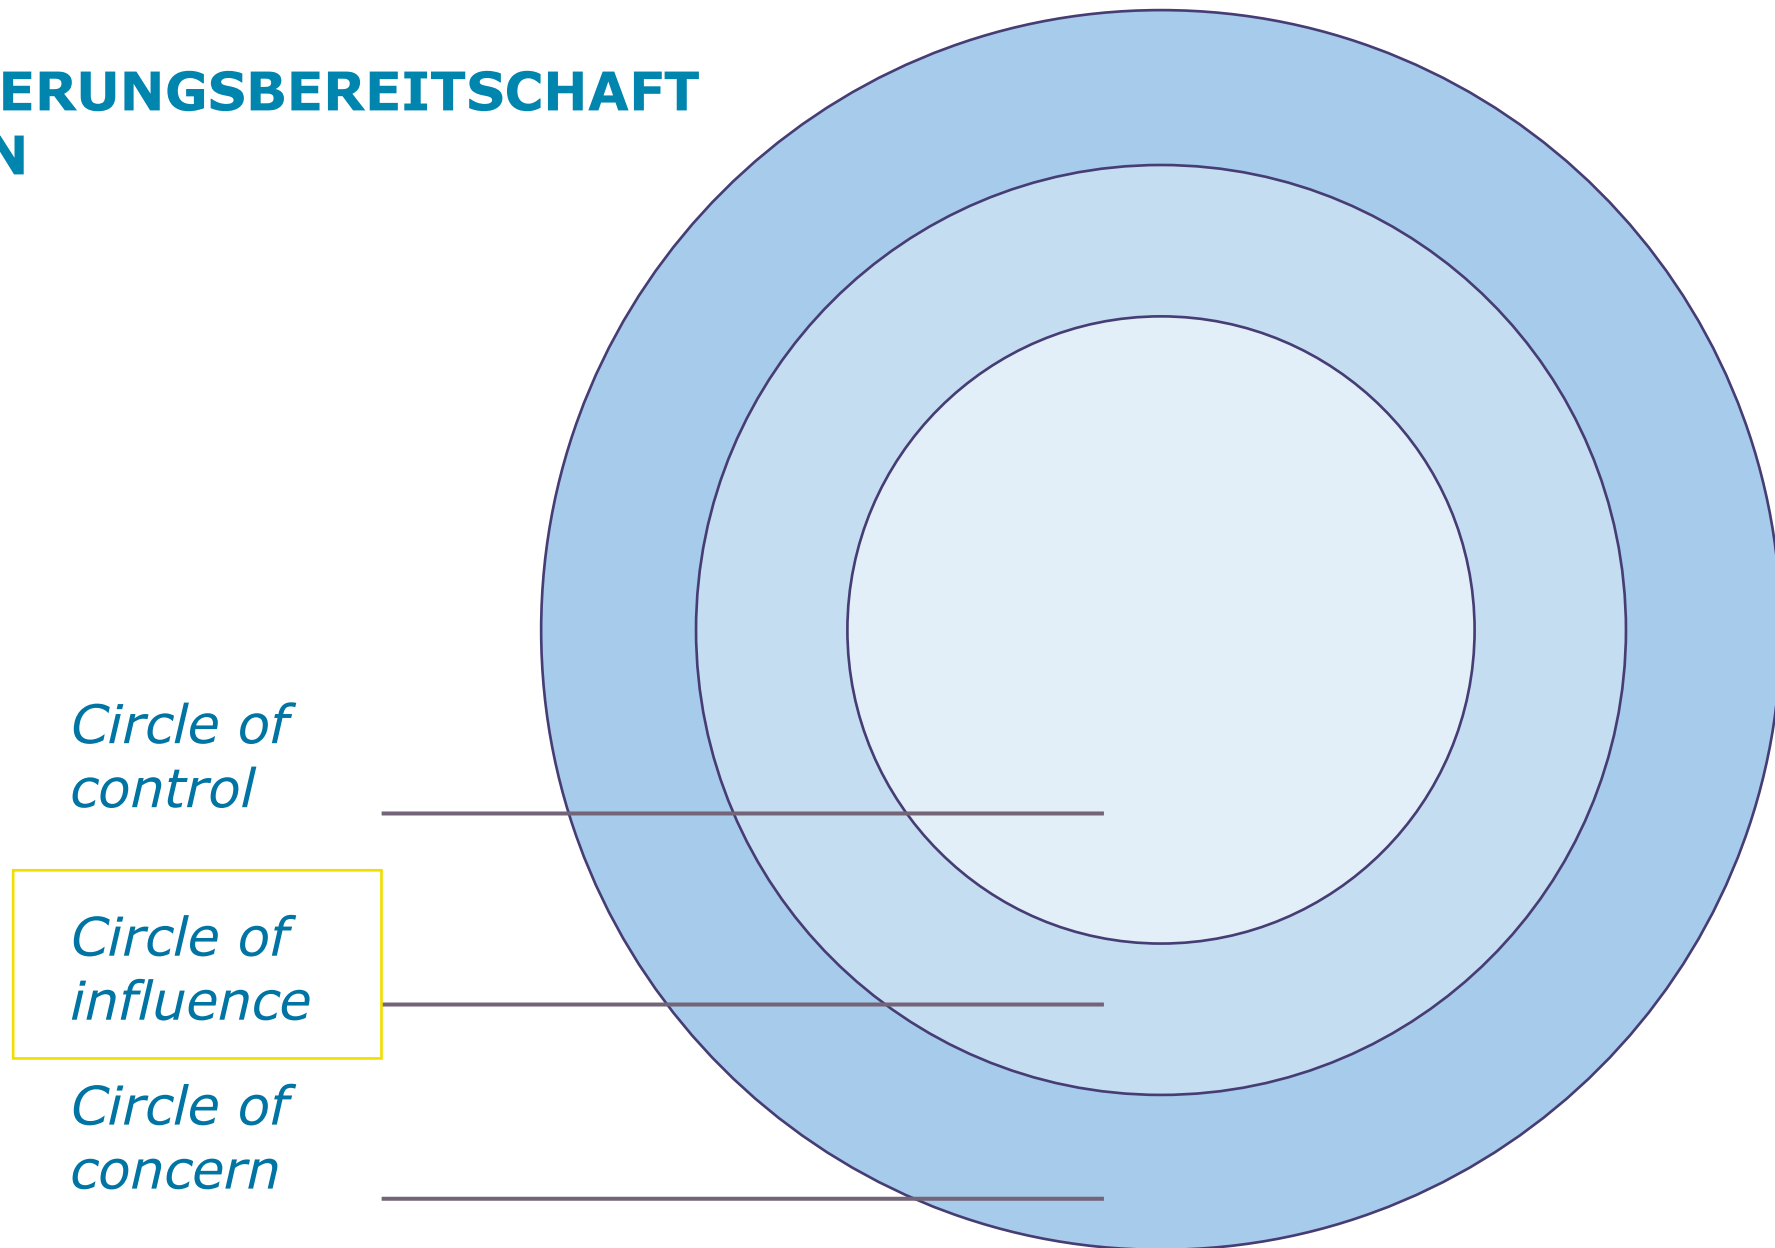 ERUNGSBEREITSCHAFT
N
Circle of
control
Circle of
influence
Circle of
concern